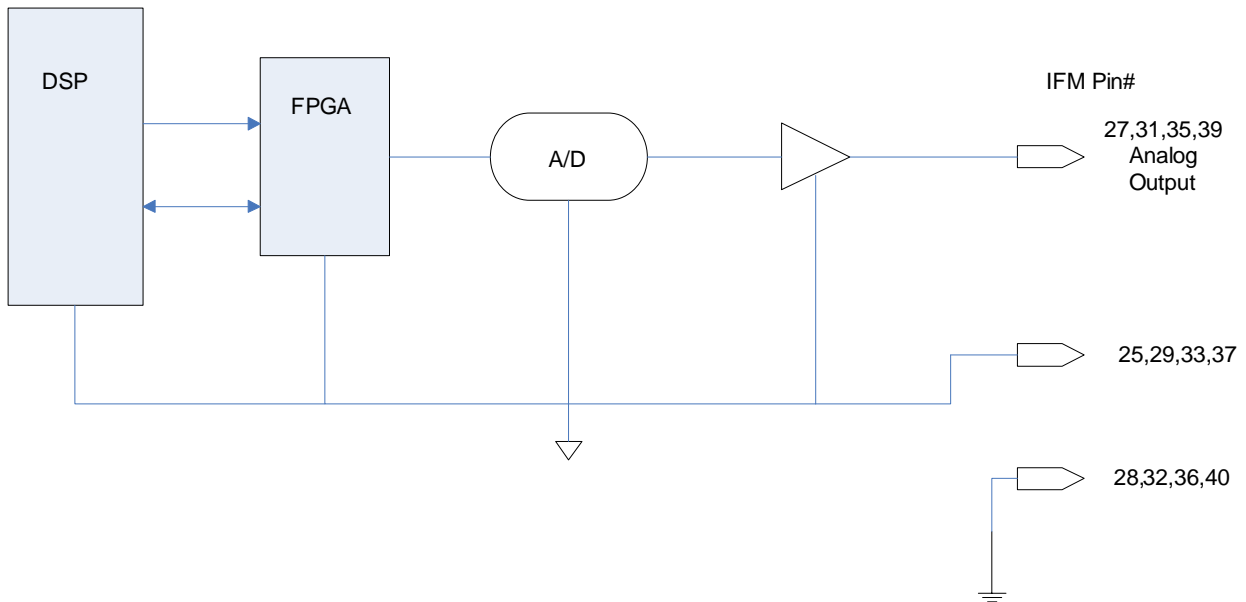 DSP
FPGA
A/D
IFM Pin#
27,31,35,39
Analog
Output
25,29,33,37
28,32,36,40